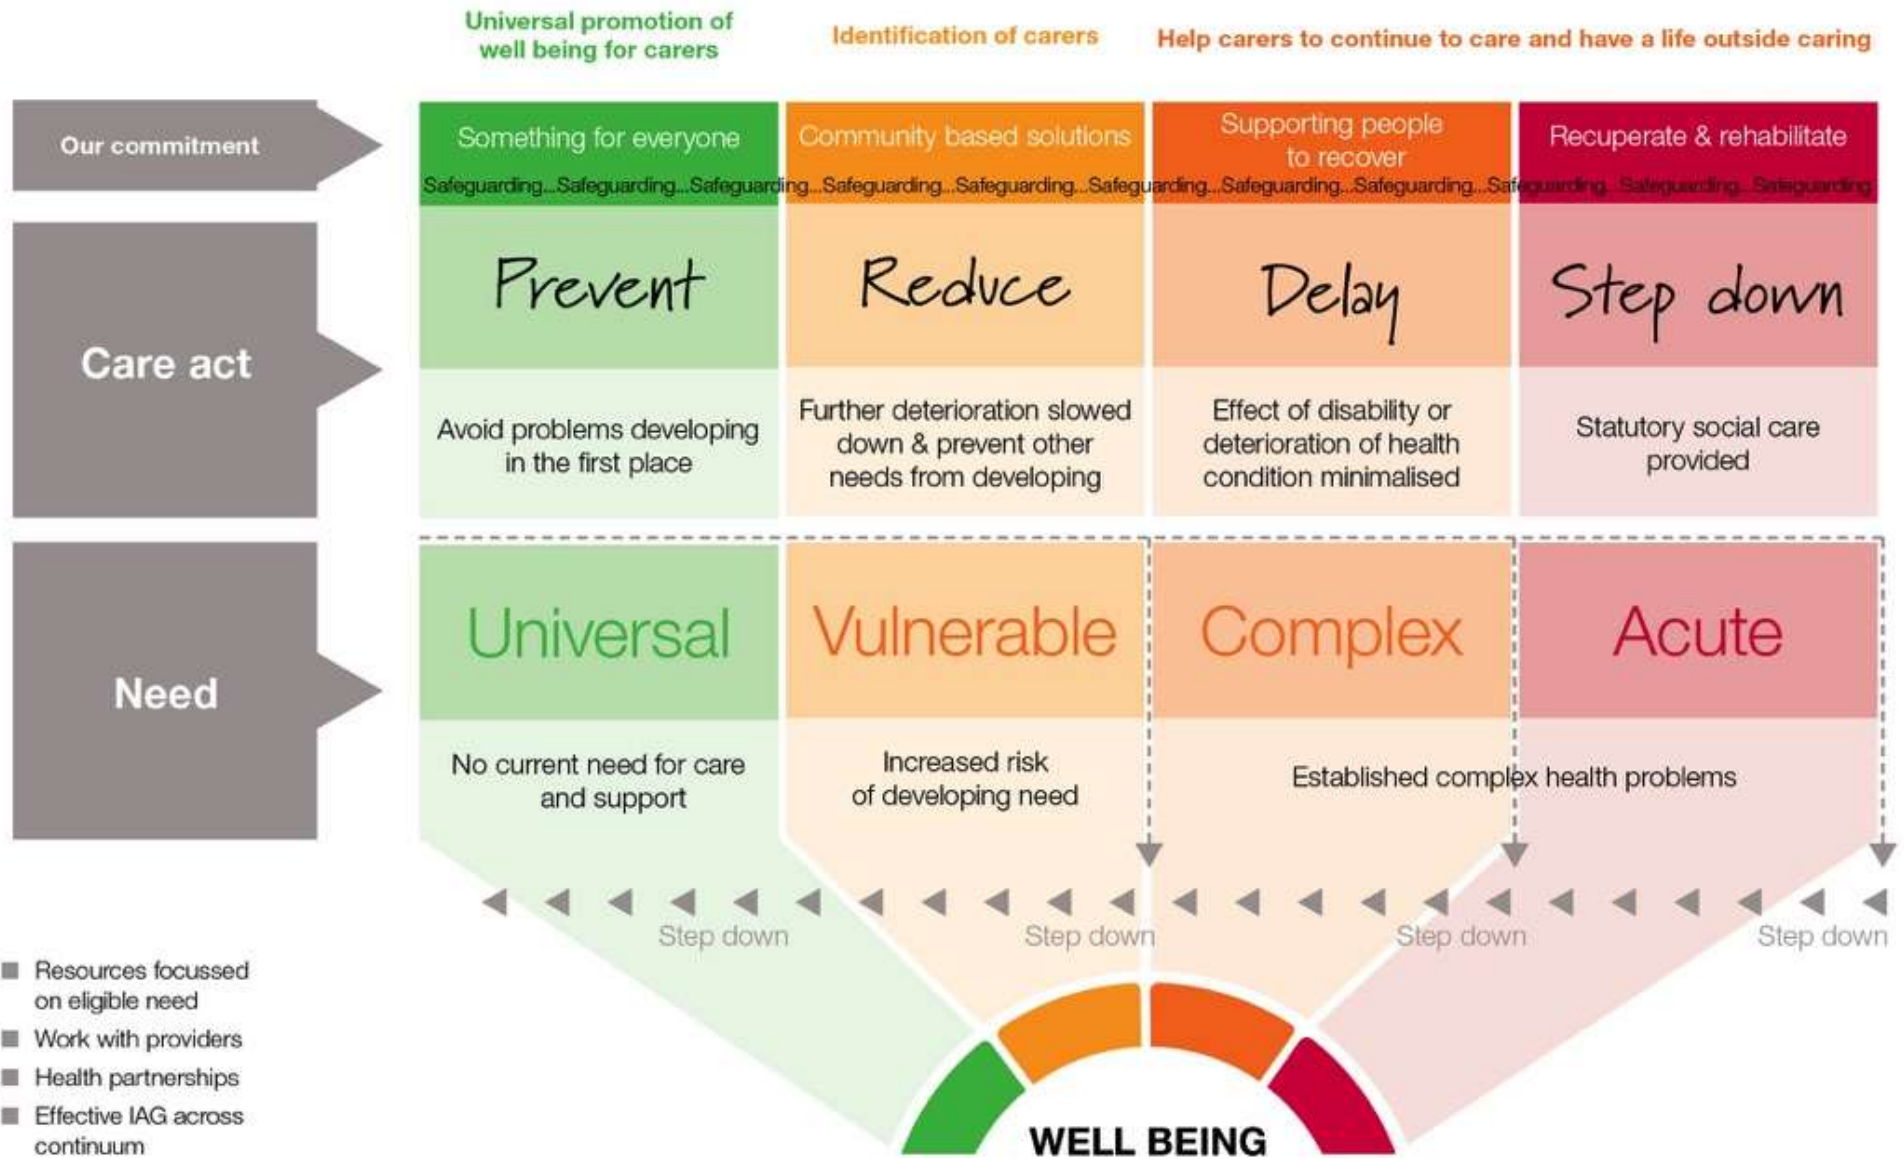 Universal promotion of
well being for carers
Identification of carers
Help carers to continue to care and have a life outside caring
Our commitment
Something for everyone
Community based solutions
Supporting people
to recover
Recuperate & rehabilitate
Safeguarding...Safeguarding...Safeguarding...Safeguarding...Safeguarding...Safeguarding...Safeguarding...Safeguarding...Safeguarding...Safeguarding...Safeguarding
Care act
Prevent
Reduce
Delay
Step down
Avoid problems developing
in the first place
Further deterioration slowed
down & prevent other
needs from developing
Effect of disability or
deterioration of health
condition minimalised
Statutory social care
provided
Need
Universal
Vulnerable
Complex
Acute
No current need for care
and support
Increased risk
of developing need
Established complex health problems
Step down
Step down
Step down
Step down
Resources focussed
on eligible need
Work with providers
Health partnerships
Effective IAG across
continuum
WELL BEING